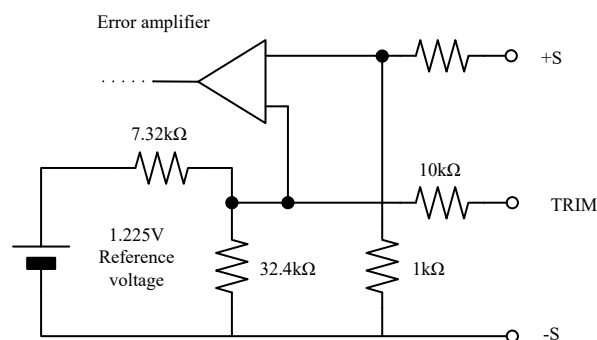 Error amplifier
+S
7.32kΩ
10kΩ
TRIM
1.225V
Reference
voltage
32.4kΩ
1kΩ
-S